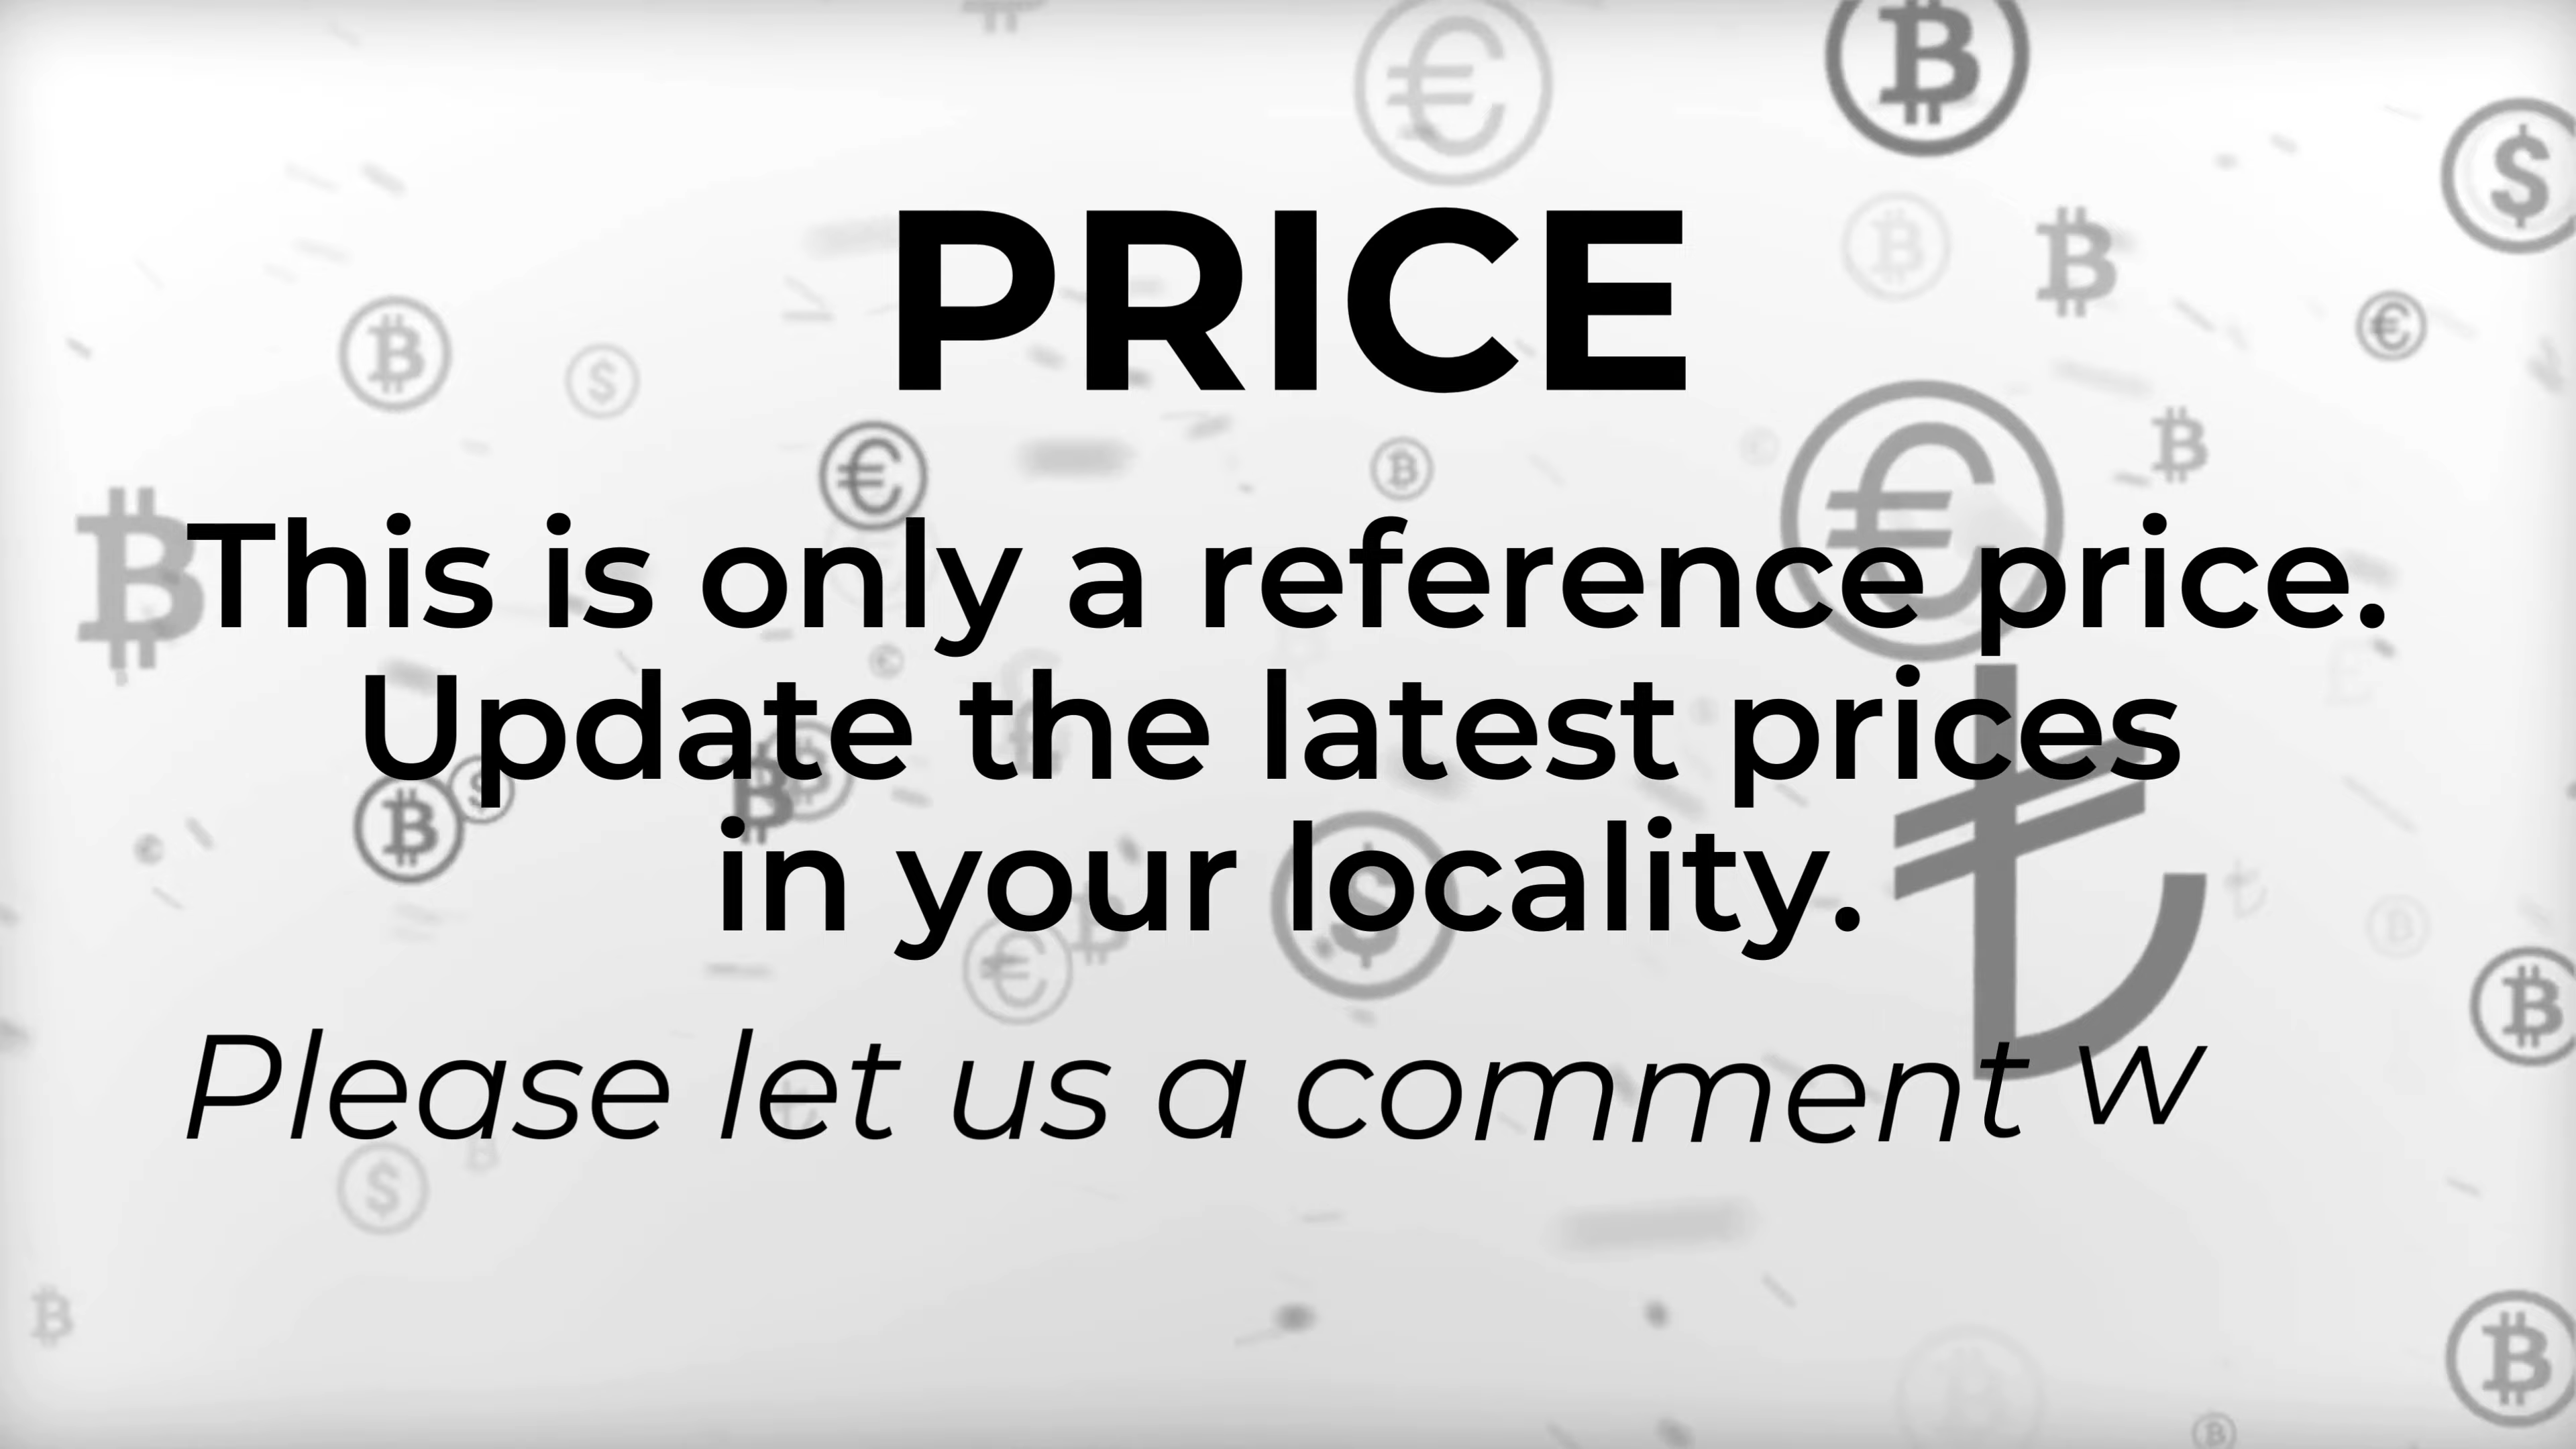 PRICE
This is only a reference price.
Update the latest prices
in your locality.
Please let us a comment w